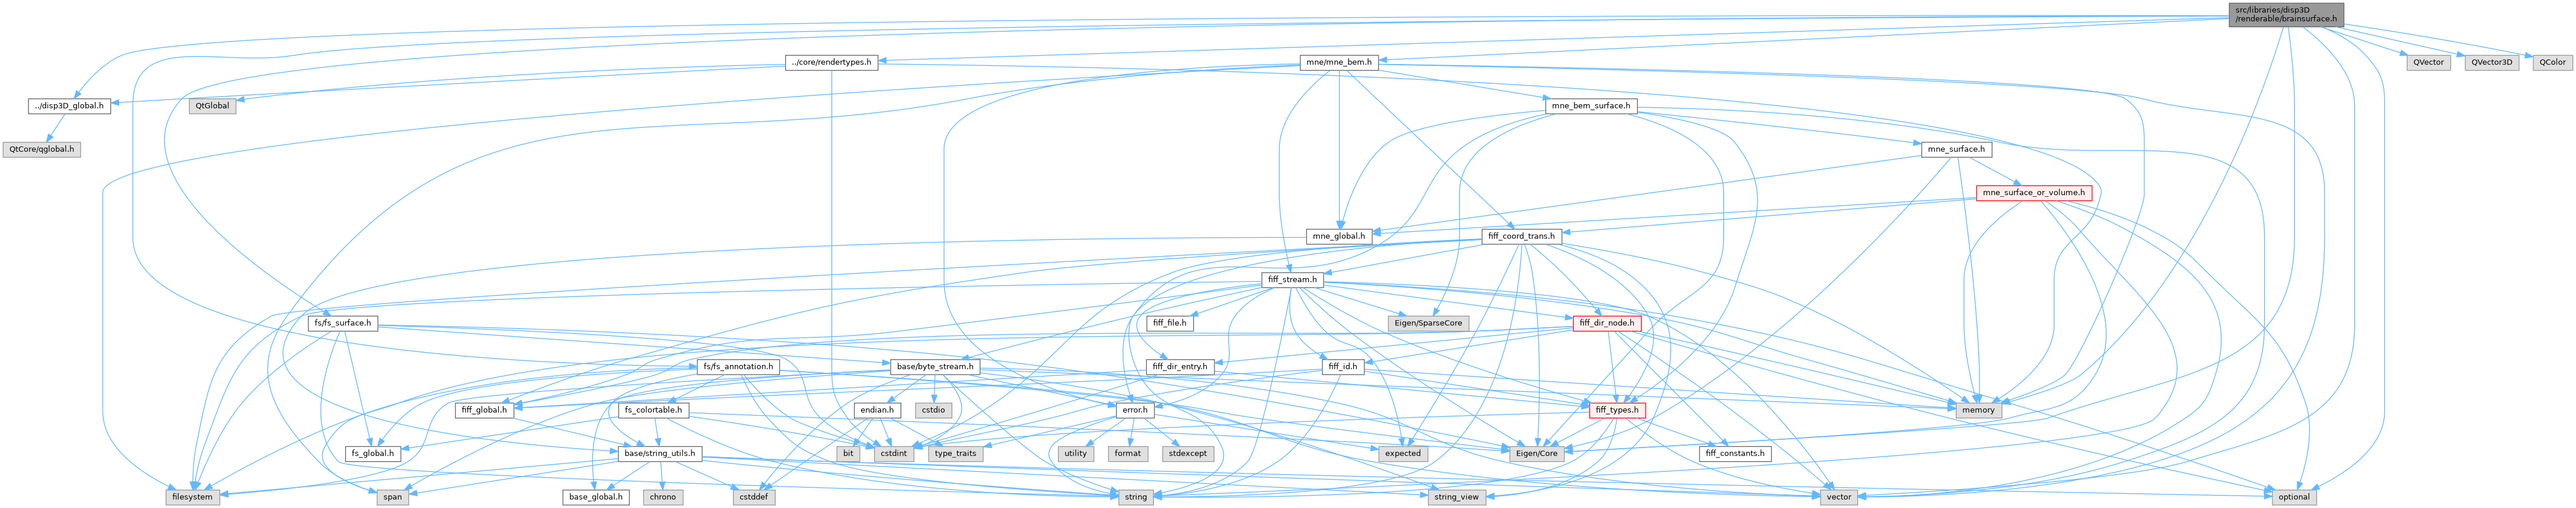 src/libraries/disp3D
/renderable/brainsurface.h
../core/rendertypes.h
mne/mne_bem.h
QVector
QVector3D
QColor
../disp3D_global.h
QtGlobal
mne_bem_surface.h
QtCore/qglobal.h
mne_surface.h
mne_surface_or_volume.h
mne_global.h
fiff_coord_trans.h
fiff_stream.h
fs/fs_surface.h
fiff_file.h
Eigen/SparseCore
fiff_dir_node.h
fs/fs_annotation.h
base/byte_stream.h
fiff_dir_entry.h
fiff_id.h
fiff_global.h
fs_colortable.h
endian.h
cstdio
error.h
fiff_types.h
memory
fs_global.h
base/string_utils.h
bit
cstdint
type_traits
utility
format
stdexcept
expected
Eigen/Core
fiff_constants.h
filesystem
span
base_global.h
chrono
cstddef
string
string_view
vector
optional